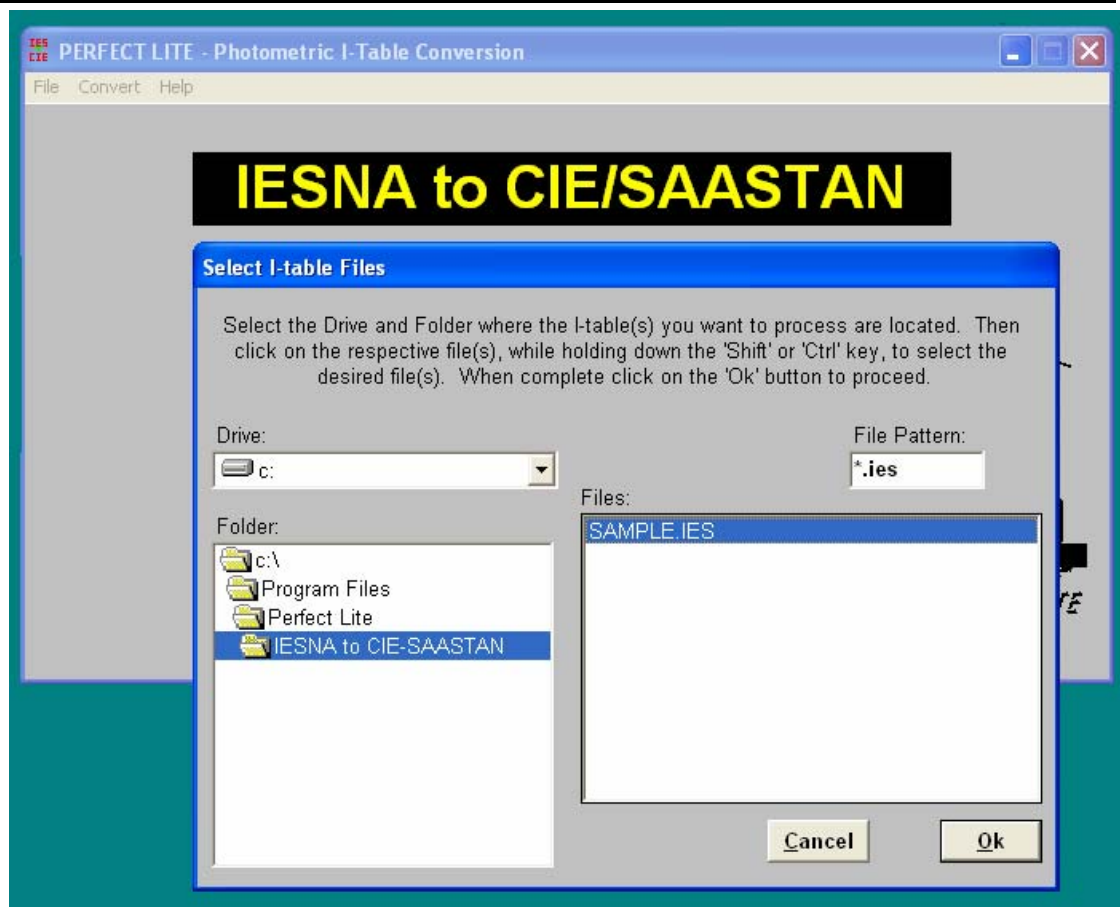 IES
CIE
PERFECT LITE - Photometric I-Table Conversion
File Convert Help
IESNA to CIE/SAASTAN
Select I-table Files
Select the Drive and Folder where the I-table(s) you want to process are located. Then
click on the respective file(s), while holding down the 'Shift' or 'Ctrl' key, to select the
desired file(s). When complete click on the 'Ok' button to proceed.
Drive:
c:
File Pattern:
*.ies
Folder:
c:\
Program Files
Perfect Lite
IESNA to CIE-SAASTAN
Files:
SAMPLE.IES
Cancel
Ok